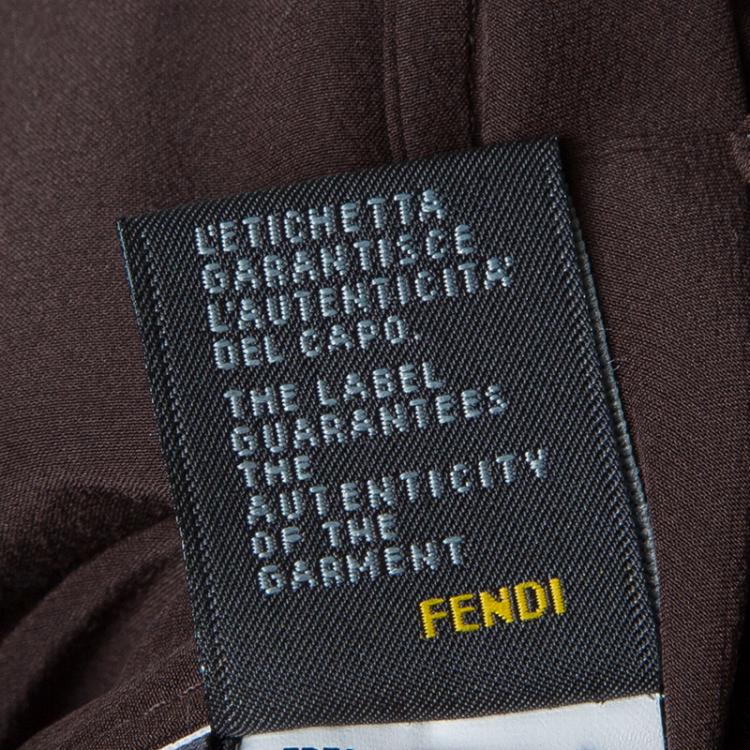 L'ETICHETTA
GARANTISCE
L'AUTENTICITA'
DEL CAPO.
THE LABEL
GUARANTEES
THE
AUTENTICITY
OF THE
GARMENT
FENDI